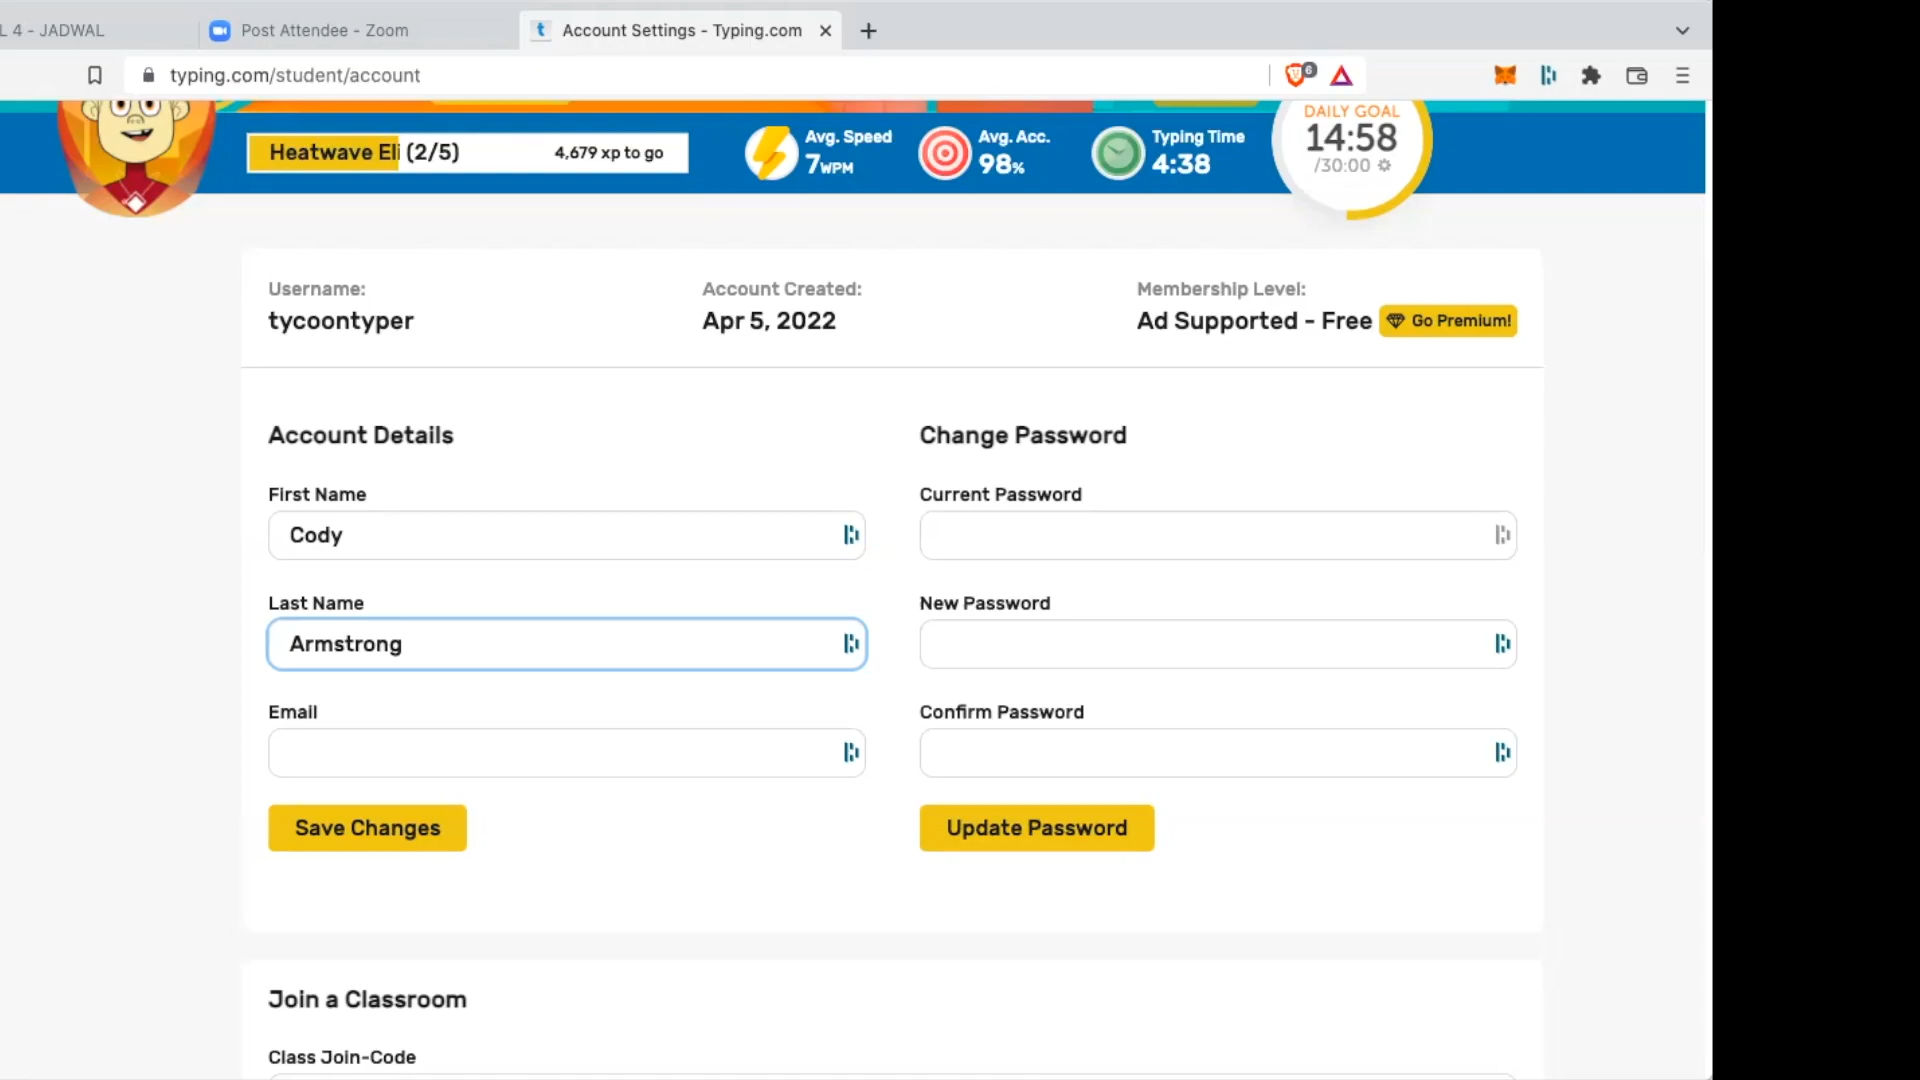 L 4 - JADWAL
Post Attendee - Zoom
Account Settings - Typing.com
typing.com/student/account
6
Heatwave Eli (2/5)
4,679 xp to go
Avg. Speed
7WPM
Avg. Acc.
98%
Typing Time
4:38
DAILY GOAL
14:58
/30:00
Username:
tycoontyper
Account Created:
Apr 5, 2022
Membership Level:
Ad Supported - Free
Go Premium!
Account Details
First Name
Cody
Last Name
Armstrong
Email
Save Changes
Change Password
Current Password
New Password
Confirm Password
Update Password
Join a Classroom
Class Join-Code